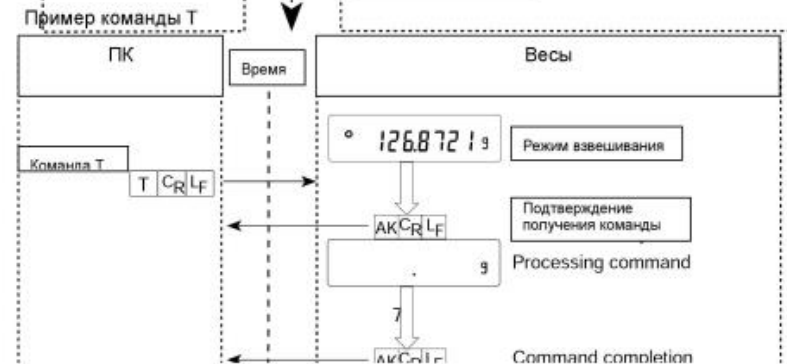 Пример команды Т
ПК
Время
Весы
126.8721 g
Режим взвешивания
Команда Т
T CR LF
Подтверждение
получения команды
AK CR LF
. g
Processing command
7
AK CR LF
Command completion